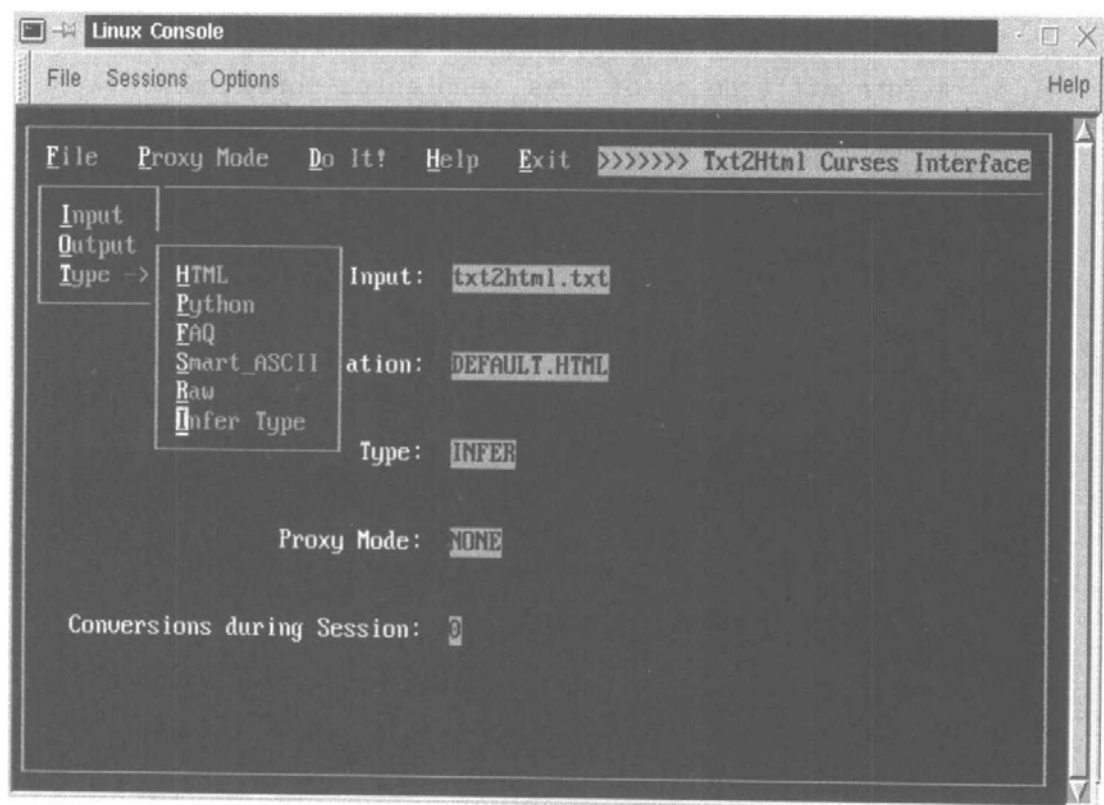 Linux Console
File Sessions Options Help
File Proxy Mode Do It! Help Exit >>>>>>> Txt2Html Curses Interface
Input
Output
Type -> HTML Input: txt2html.txt
Python
FAQ
Smart_ASCII ation: DEFAULT.HTML
Raw
Infer Type
Type: INFER
Proxy Mode: NONE
Conversions during Session: 0